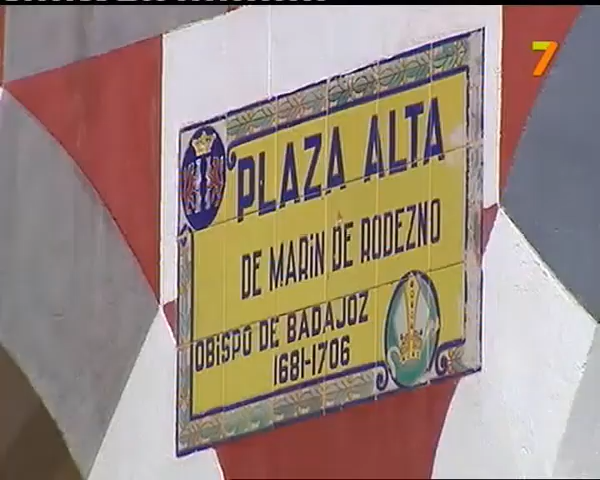 7
PLAZA ALTA
DE MARiN DE RODEZNO
OBiSPO DE BADAJOZ
1681-1706